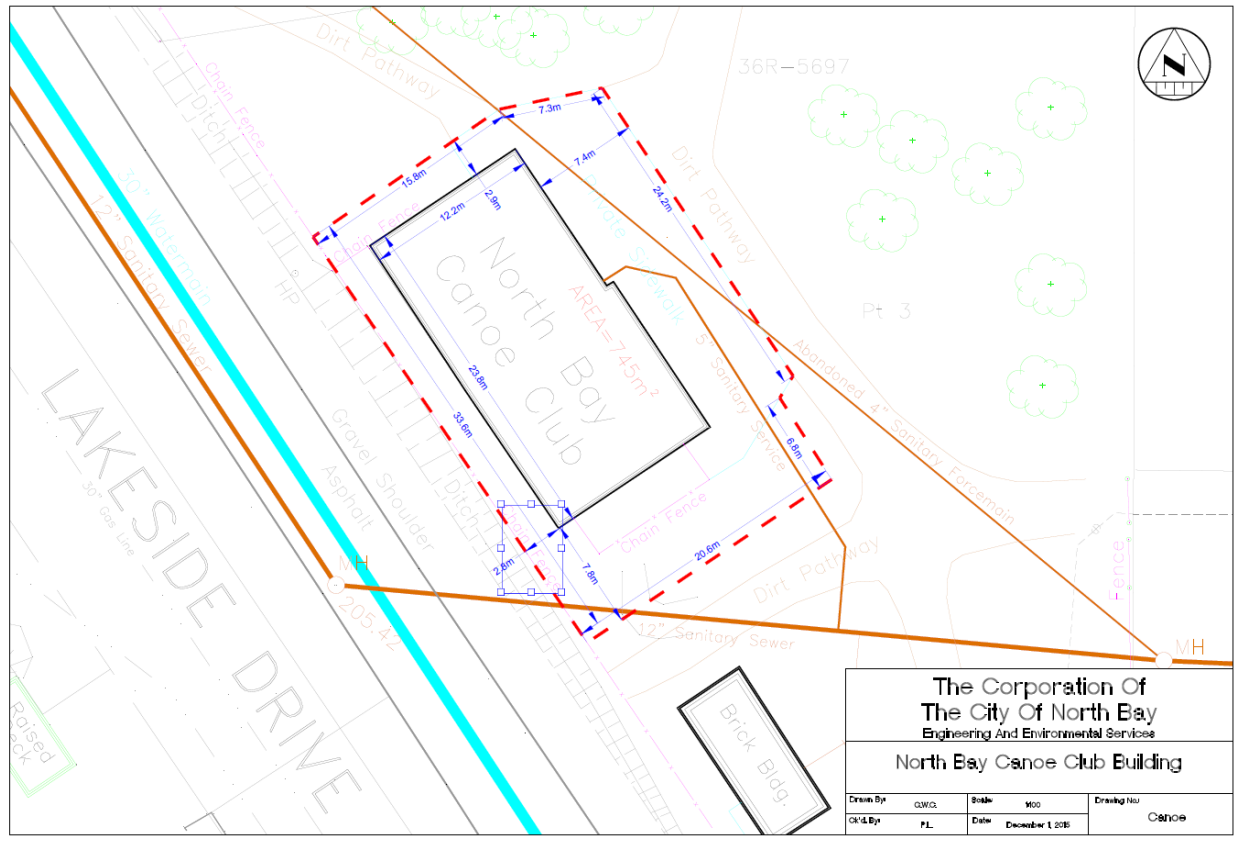 Dirt Pathway
36R-5697
N
Chain Fence
Ditch
7.3m
7.4m
Dirt Pathway
15.8m
24.2m
2.9m
12.2m
Chain Fence
30" Watermain
12" Sanitary Sewer
HP
North Bay
Canoe Club
AREA=745m²
Pt 3
5" Sanitary Service
Abandoned 4" Sanitary Forcemain
23.8m
33.6m
6.8m
LAKESIDE DRIVE
30" Gas Line
Gravel Shoulder
Asphalt
Ditch
Chain Fence
Chain Fence
20.6m
2.8m
7.8m
Dirt Pathway
Fence
MH
205.42
12" Sanitary Sewer
MH
Raised
Brick Bldg.
The Corporation Of
The City Of North Bay
Engineering And Environmental Services
North Bay Canoe Club Building
Drawn By: G.W.G. Scale: 1:100 Drawing No.:
Ck'd. By: P.L. Date: December 1, 2015 Canoe